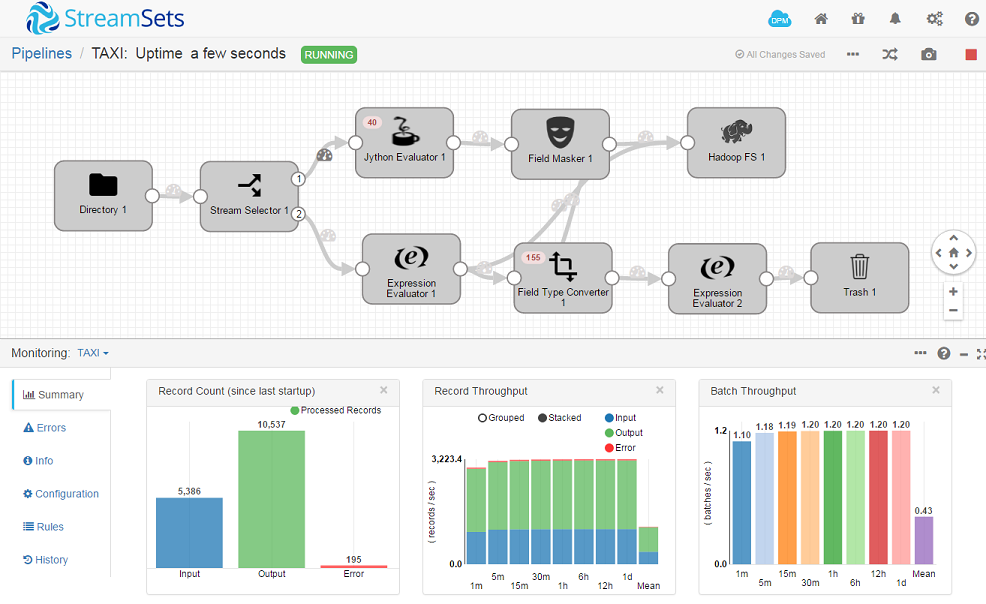 StreamSets
DPM
Pipelines / TAXI: Uptime a few seconds RUNNING
All Changes Saved
40
Jython Evaluator 1
Field Masker 1
Hadoop FS 1
Directory 1
Stream Selector 1
1
2
Expression
Evaluator 1
155
Field Type Converter
1
Expression
Evaluator 2
Trash 1
Monitoring: TAXI
Summary
Errors
Info
Configuration
Rules
History
Record Count (since last startup)
Processed Records
10,537
5,386
195
Input Output Error
Record Throughput
Grouped Stacked Input
Output
Error
3,223.4
( records / sec )
0.0
1m 5m 15m 30m 1h 6h 12h 1d Mean
Batch Throughput
1.2
1.10 1.18 1.19 1.20 1.20 1.20 1.20 1.20
0.43
( batches / sec )
0.0
1m 5m 15m 30m 1h 6h 12h 1d Mean